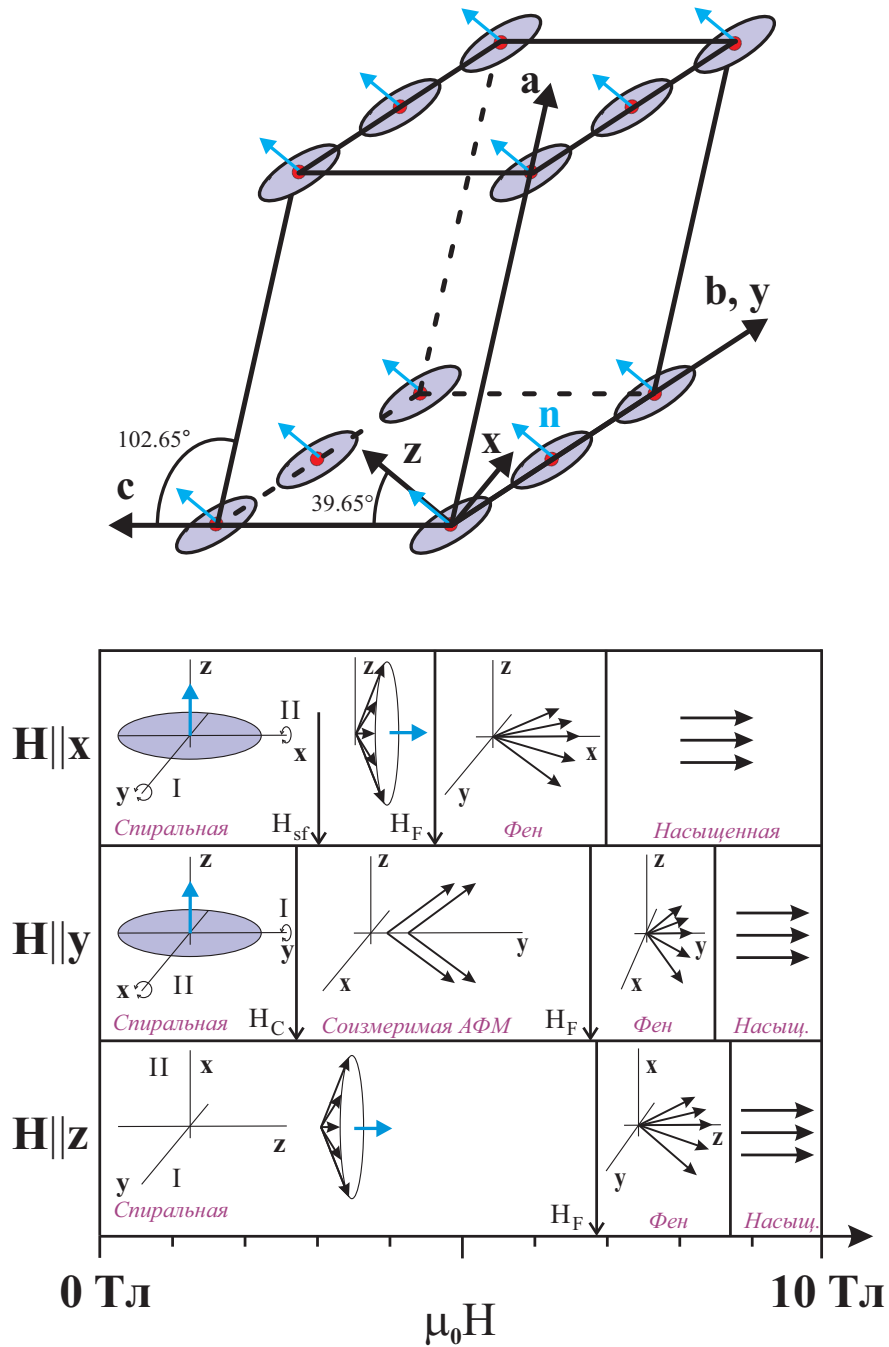 a
b, y
n
102.65°
z
x
c
39.65°
H||x
z
II
x
y
I
Спиральная
H_sf
z
H_F
z
x
y
Фен
Насыщенная
H||y
z
I
y
x
II
Спиральная
H_C
z
y
x
Соизмеримая АФМ
H_F
z
y
x
Фен
Насыщ.
H||z
II
x
z
y
I
Спиральная
H_F
x
z
y
Фен
Насыщ.
0 Тл
10 Тл
μ₀H